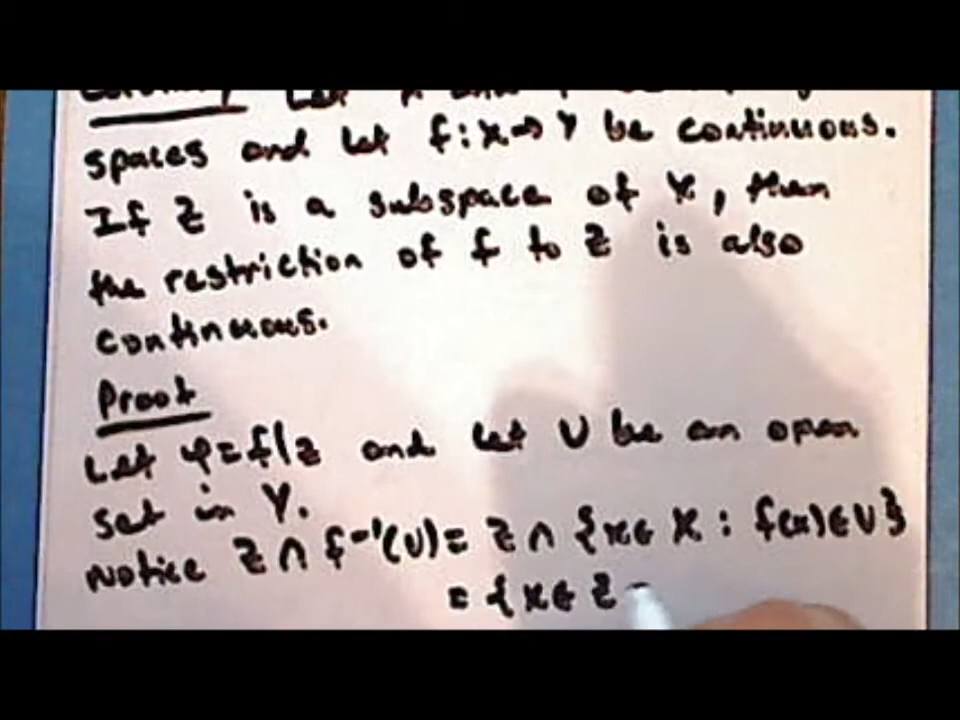 Let
spaces and let f: X → Y be continuous.
If Z is a subspace of X, then
the restriction of f to Z is also
continuous.
Proof
Let φ = f|Z and let U be an open
set in Y.
Notice Z ∩ f⁻¹(U) = Z ∩ {x ∈ X : f(x) ∈ U}
= {x ∈ Z